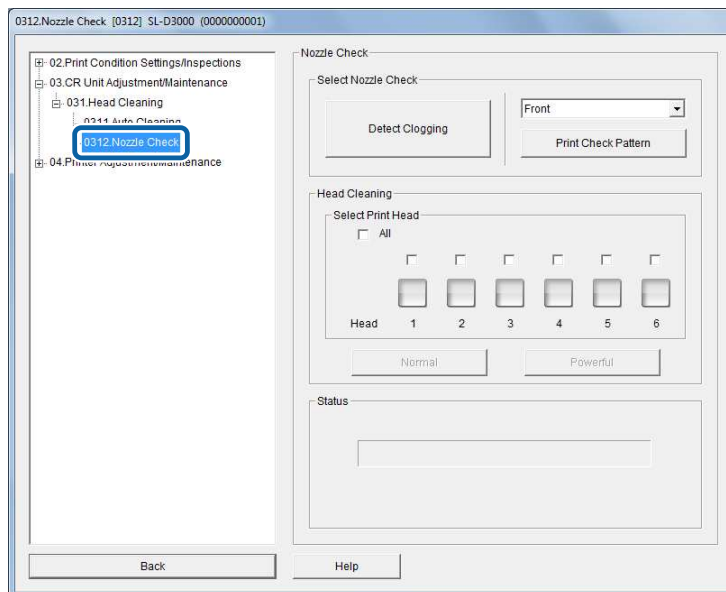 0312.Nozzle Check [0312] SL-D3000 (0000000001)
02.Print Condition Settings/Inspections
03.CR Unit Adjustment/Maintenance
031.Head Cleaning
0311.Auto Cleaning
0312.Nozzle Check
04.Printer Adjustment/Maintenance
Back
Nozzle Check
Select Nozzle Check
Detect Clogging
Front
Print Check Pattern
Head Cleaning
Select Print Head
All
Head 1 2 3 4 5 6
Normal
Powerful
Status
Help